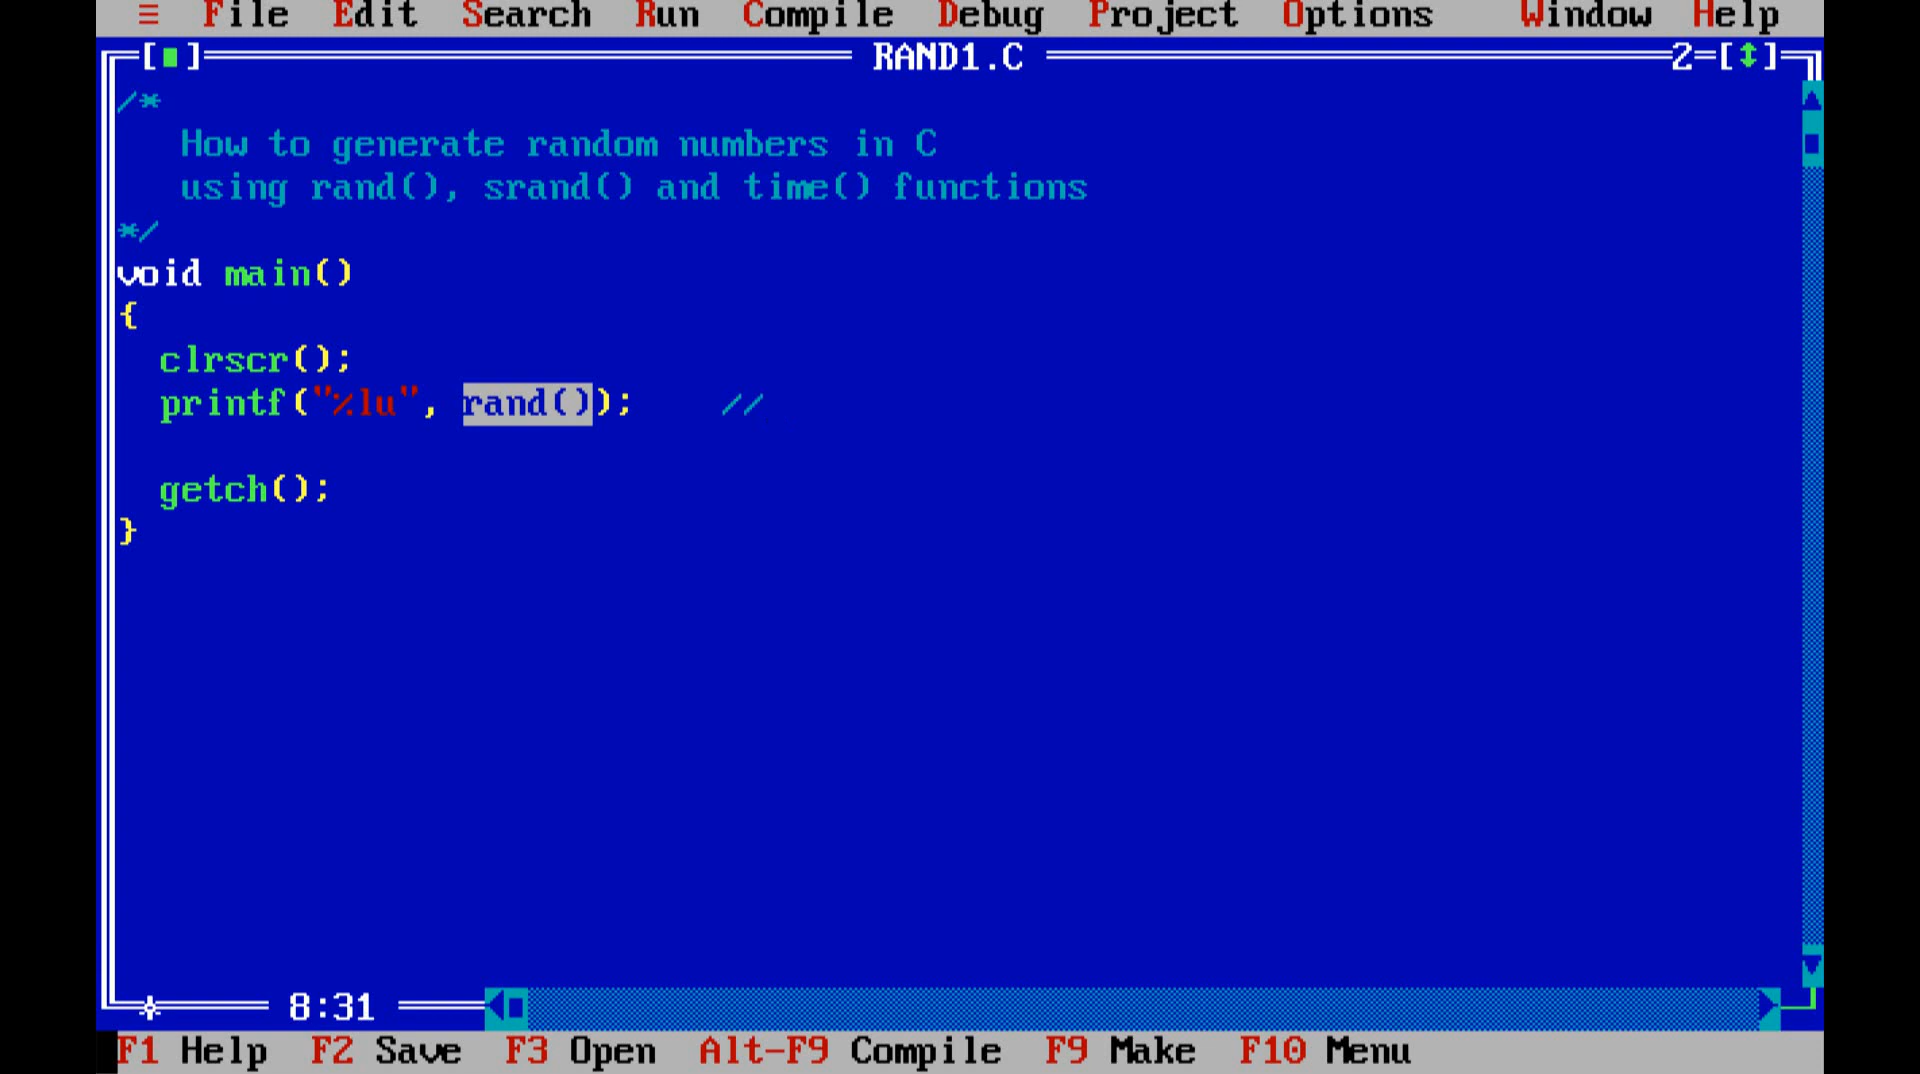 ≡ File Edit Search Run Compile Debug Project Options Window Help
[■] RAND1.C 2=[↕]
/*
How to generate random numbers in C
using rand(), srand() and time() functions
*/
void main()
{
clrscr();
printf("%lu", rand()); //
getch();
}
8:31
F1 Help F2 Save F3 Open Alt-F9 Compile F9 Make F10 Menu